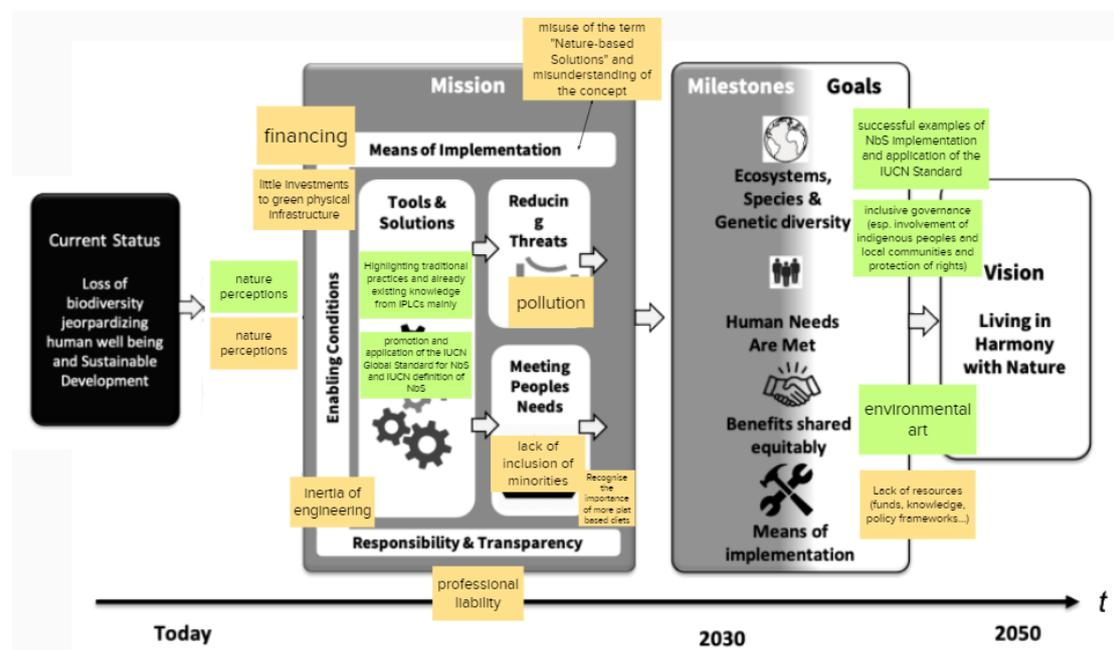 misuse of the term
"Nature-based
Solutions" and
misunderstanding of
the concept
Mission
Milestones Goals
financing
Means of Implementation
little investments
to green physical
infrastructure
Current Status
Loss of
biodiversity
jeorpardizing
human well being
and Sustainable
Development
nature
perceptions
nature
perceptions
Enabling Conditions
Tools &
Solutions
Highlighting traditional
practices and already
existing knowledge
from IPLCs mainly
promotion and
application of the IUCN
Global Standard for NbS
and IUCN definition of
NbS
Reducin
g
Threats
pollution
Meeting
Peoples
Needs
lack of
inclusion of
minorities
Recognise
the
importance
of more plat
based diets
Inertia of
engineering
Responsibility & Transparency
professional
liability
Ecosystems,
Species &
Genetic diversity
Human Needs
Are Met
Benefits shared
equitably
Means of
implementation
successful examples of
NbS implementation
and application of the
IUCN Standard
inclusive governance
(esp. involvement of
indigenous peoples and
local communities and
protection of rights)
Vision
Living in
Harmony
with Nature
environmental
art
Lack of resources
(funds, knowledge,
policy frameworks...)
t
Today
2030
2050